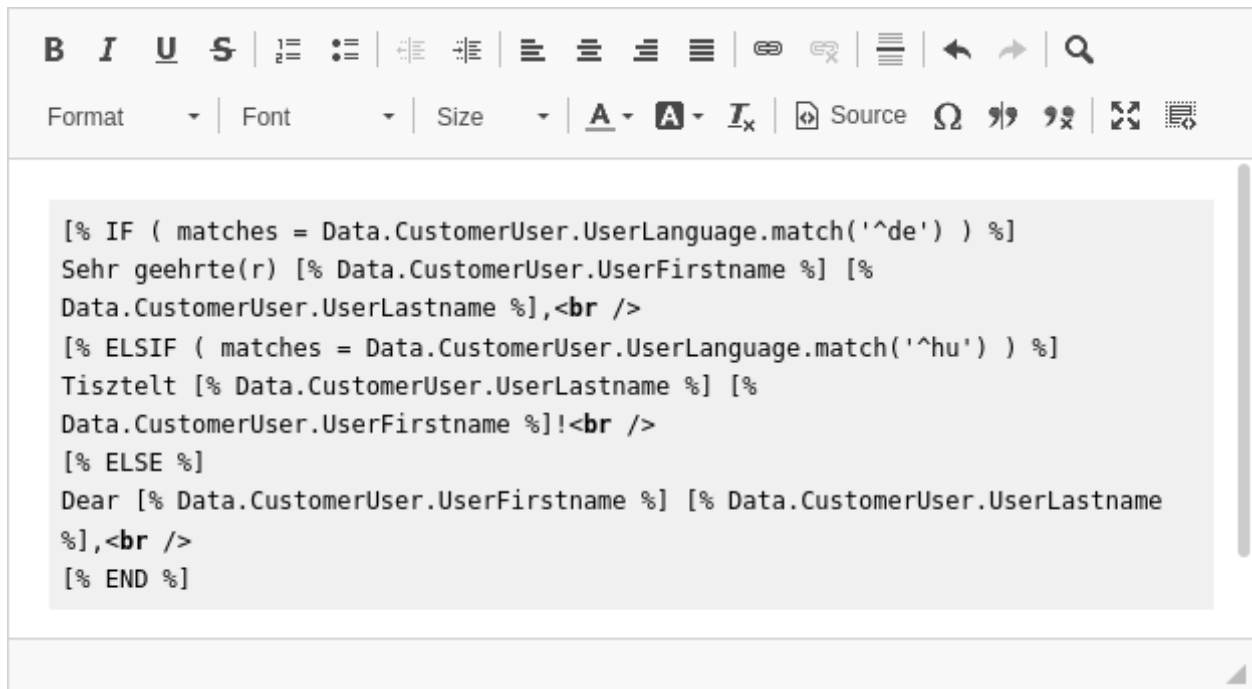 B I U S
Format Font Size A A Tx Source Ω
[% IF ( matches = Data.CustomerUser.UserLanguage.match('^de') ) %]
Sehr geehrte(r) [% Data.CustomerUser.UserFirstname %] [%
Data.CustomerUser.UserLastname %],<br />
[% ELSIF ( matches = Data.CustomerUser.UserLanguage.match('^hu') ) %]
Tisztelt [% Data.CustomerUser.UserLastname %] [%
Data.CustomerUser.UserFirstname %]!<br />
[% ELSE %]
Dear [% Data.CustomerUser.UserFirstname %] [% Data.CustomerUser.UserLastname
%],<br />
[% END %]